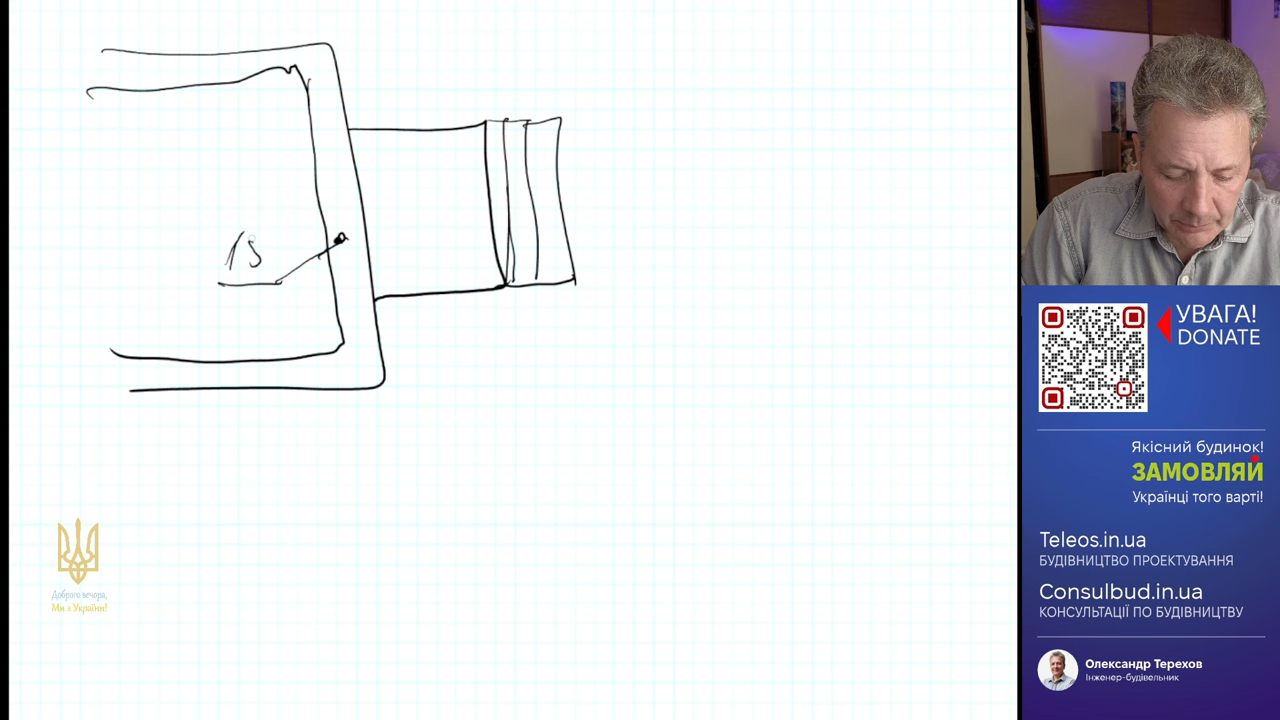 15
УВАГА!
DONATE
Якісний будинок!
ЗАМОВЛЯЙ
Українці того варті!
Teleos.in.ua
БУДІВНИЦТВО ПРОЕКТУВАННЯ
Consulbud.in.ua
КОНСУЛЬТАЦІЇ ПО БУДІВНИЦТВУ
Олександр Терехов
Інженер-будівельник
Доброго вечора,
Ми з України!